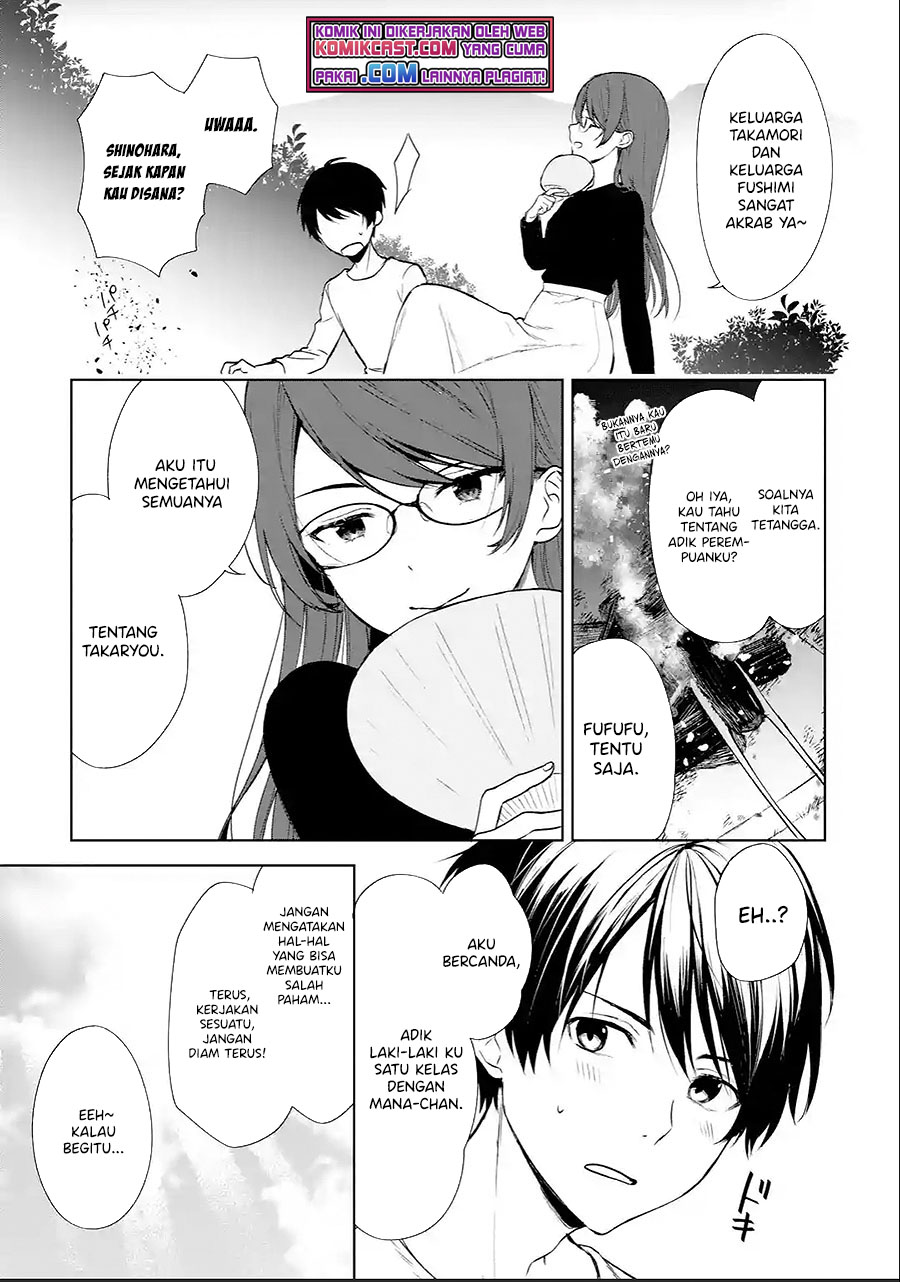 KOMIK INI DIKERJAKAN OLEH WEB
KOMIKCAST.COM YANG CUMA
PAKAI .COM LAINNYA PLAGIAT!
KELUARGA
TAKAMORI
DAN
KELUARGA
FUSHIMI
SANGAT
AKRAB YA~
UWAAA.
SHINOHARA,
SEJAK KAPAN
KAU DISANA?
SOALNYA
KITA
TETANGGA.
OH IYA,
KAU TAHU
TENTANG
ADIK PEREM-
PUANKU?
BUKANNYA KAU
ITU BARU
BERTEMU
DENGANNYA?
FUFUFU,
TENTU
SAJA.
AKU ITU
MENGETAHUI
SEMUANYA
TENTANG
TAKARYOU.
EH..?
AKU
BERCANDA,
ADIK
LAKI-LAKI KU
SATU KELAS
DENGAN
MANA-CHAN.
ドキ
JANGAN
MENGATAKAN
HAL-HAL
YANG BISA
MEMBUATKU
SALAH
PAHAM...
TERUS,
KERJAKAN
SESUATU,
JANGAN
DIAM TERUS!
EEH~
KALAU
BEGITU...